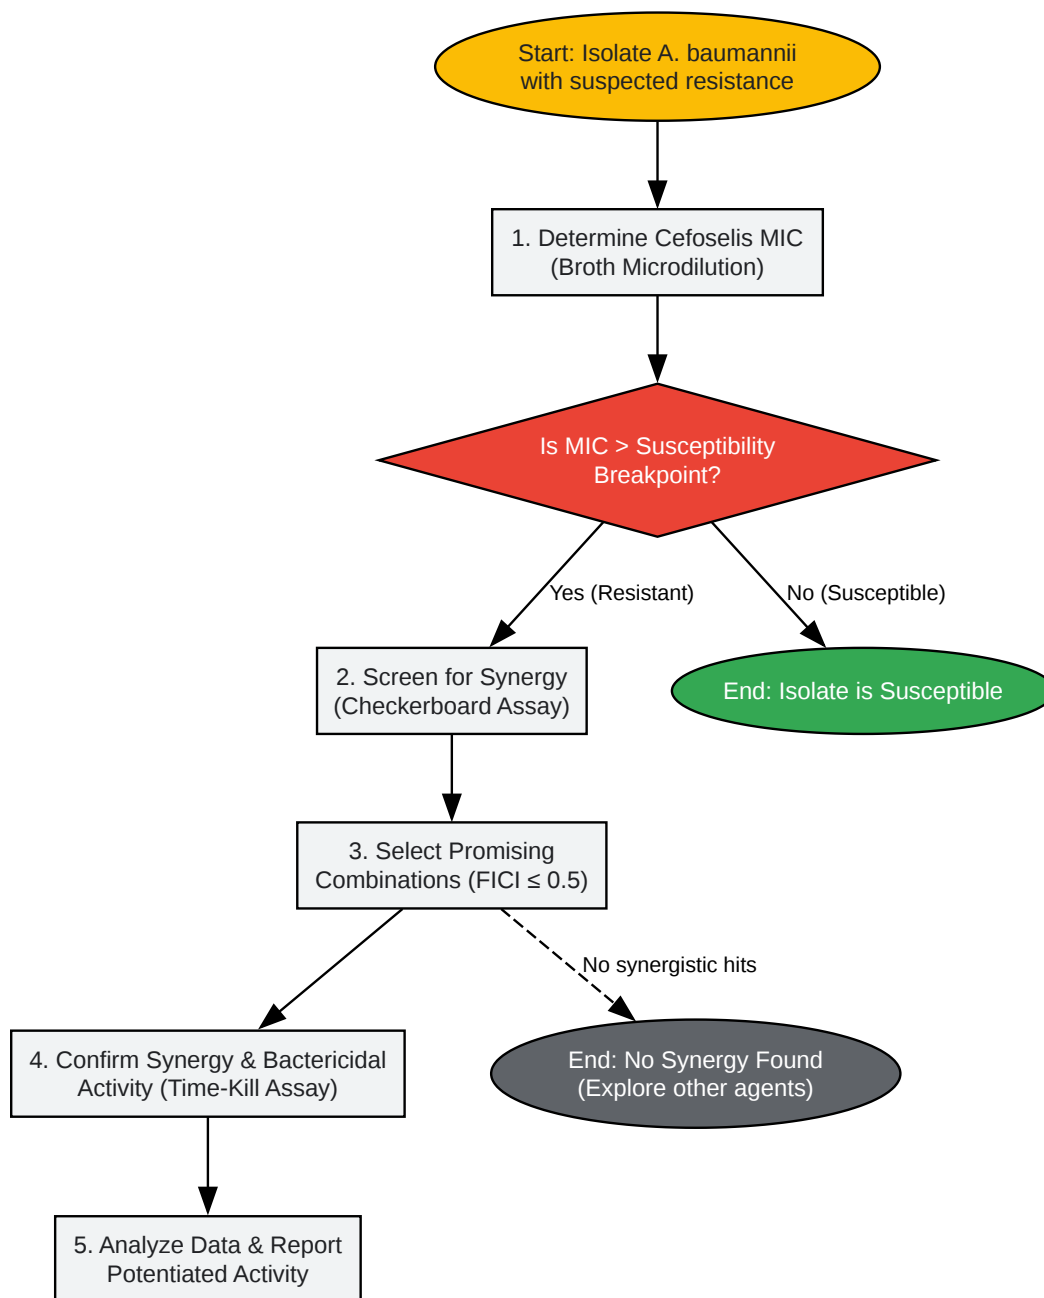 Start: Isolate A. baumannii
with suspected resistance
1. Determine Cefoselis MIC
(Broth Microdilution)
Is MIC > Susceptibility
Breakpoint?
Yes (Resistant)
No (Susceptible)
2. Screen for Synergy
(Checkerboard Assay)
End: Isolate is Susceptible
3. Select Promising
Combinations (FICI ≤ 0.5)
No synergistic hits
4. Confirm Synergy & Bactericidal
Activity (Time-Kill Assay)
End: No Synergy Found
(Explore other agents)
5. Analyze Data & Report
Potentiated Activity